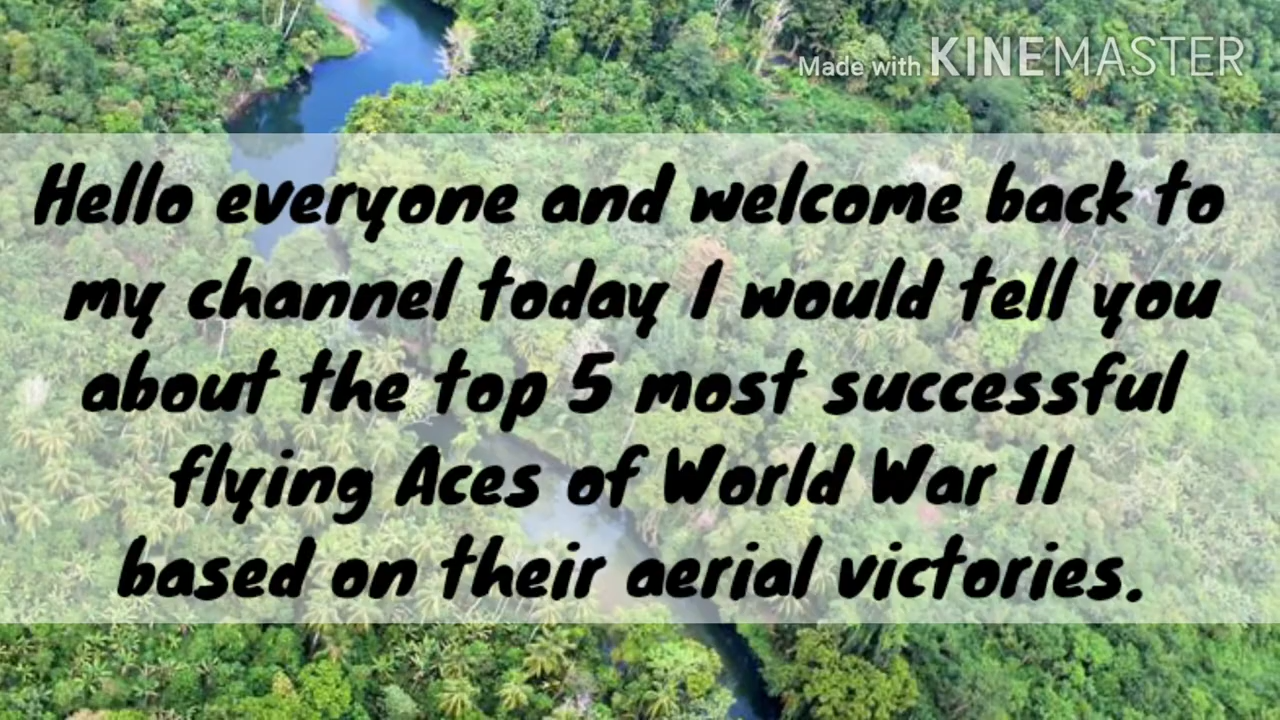 Made with KINEMASTER
Hello everyone and welcome back to
my channel today I would tell you
about the top 5 most successful
flying Aces of World War II
based on their aerial victories.